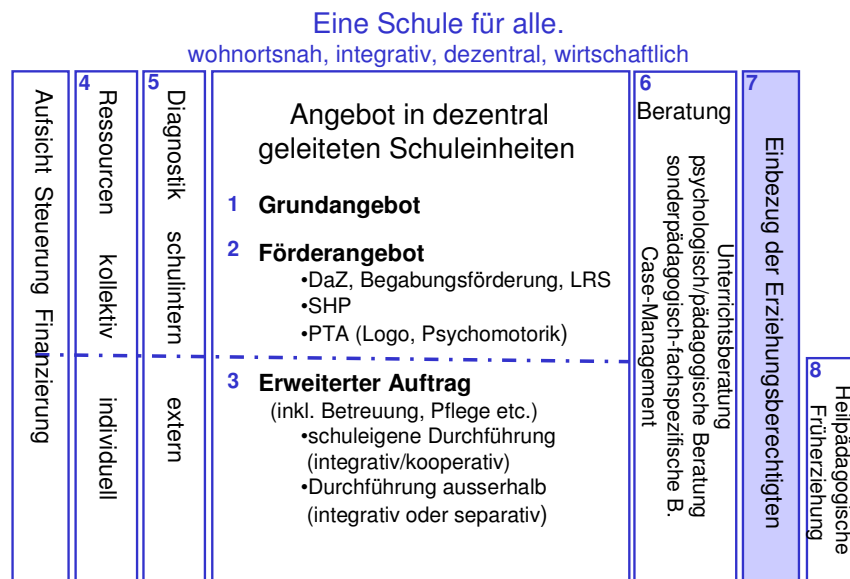 Eine Schule für alle.
wohnortsnah, integrativ, dezentral, wirtschaftlich
Aufsicht Steuerung Finanzierung
4
Ressourcen kollektiv individuell
5
Diagnostik schulintern extern
Angebot in dezentral
geleiteten Schuleinheiten
1 Grundangebot
2 Förderangebot
•DaZ, Begabungsförderung, LRS
•SHP
•PTA (Logo, Psychomotorik)
3 Erweiterter Auftrag
(inkl. Betreuung, Pflege etc.)
•schuleigene Durchführung
(integrativ/kooperativ)
•Durchführung ausserhalb
(integrativ oder separativ)
6
Beratung
Unterrichtsberatung
psychologisch/pädagogische Beratung
sonderpädagogisch-fachspezifische B.
Case-Management
7
Einbezug der Erziehungsberechtigten
8
Heilpädagogische
Früherziehung